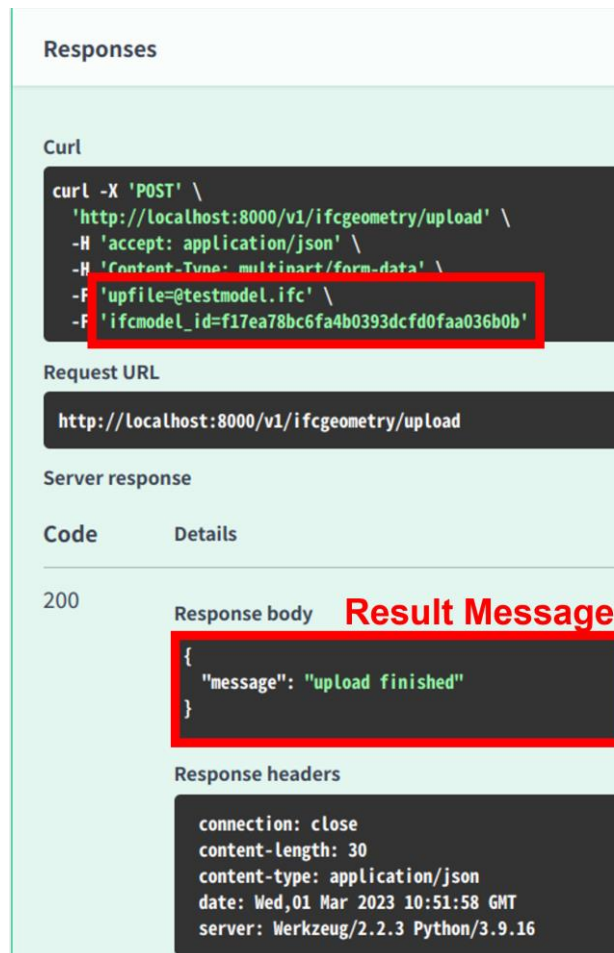 Responses
Curl
curl -X 'POST' \
'http://localhost:8000/v1/ifcgeometry/upload' \
-H 'accept: application/json' \
-H 'Content-Type: multipart/form-data' \
-F 'upfile=@testmodel.ifc' \
-F 'ifcmodel_id=f17ea78bc6fa4b0393dcfd0faa036b0b'
Request URL
http://localhost:8000/v1/ifcgeometry/upload
Server response
Code Details
200
Response body Result Message
{
"message": "upload finished"
}
Response headers
connection: close
content-length: 30
content-type: application/json
date: Wed,01 Mar 2023 10:51:58 GMT
server: Werkzeug/2.2.3 Python/3.9.16